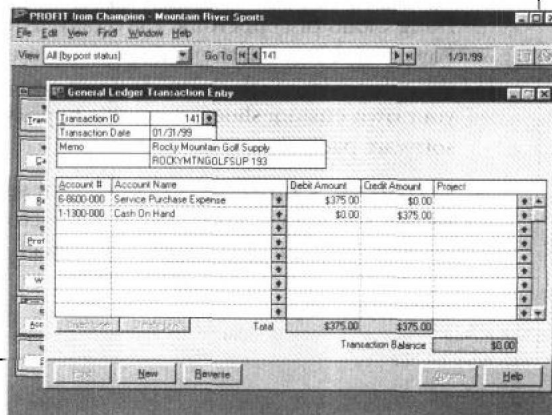 PROFIT from Champion - Mountain River Sports
File Edit View Find! Window Help
View All (by post status) Go To 141 1/31/99
General Ledger Transaction Entry
Transaction ID 141
Transaction Date 01/31/99
Memo Rocky Mountain Golf Supply
ROCKYMTNGOLFSUP 193
Account # Account Name Debit Amount Credit Amount Project
6-8600-000 Service Purchase Expense $375.00 $0.00
1-1300-000 Cash On Hand $0.00 $375.00
Total $375.00 $375.00
Transaction Balance $0.00
Post New Reverse Help